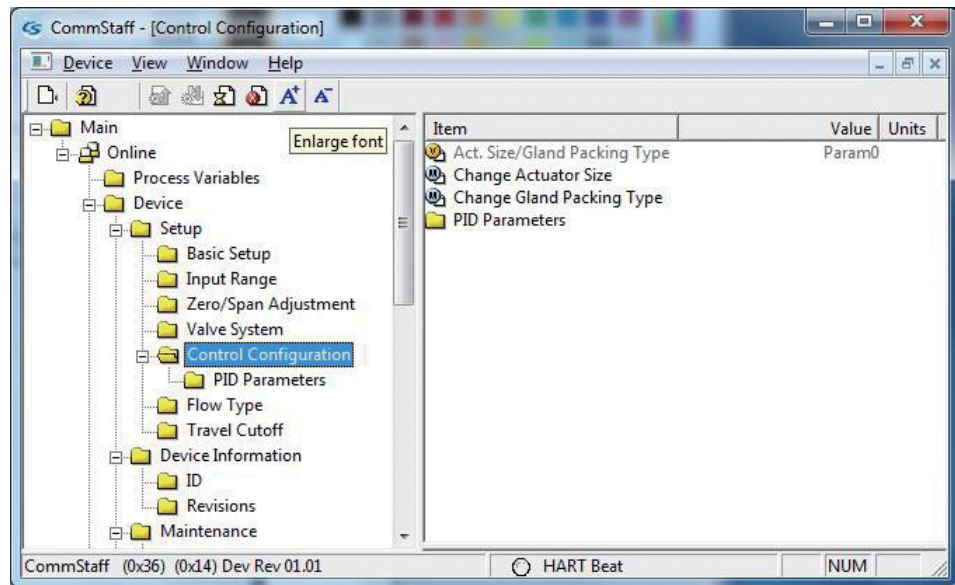 CommStaff - [Control Configuration]
Device View Window Help
A+ A-
Main
Enlarge font
Online
Process Variables
Device
Setup
Basic Setup
Input Range
Zero/Span Adjustment
Valve System
Control Configuration
PID Parameters
Flow Type
Travel Cutoff
Device Information
ID
Revisions
Maintenance
Item Value Units
Act. Size/Gland Packing Type Param0
Change Actuator Size
Change Gland Packing Type
PID Parameters
CommStaff (0x36) (0x14) Dev Rev 01.01 HART Beat NUM